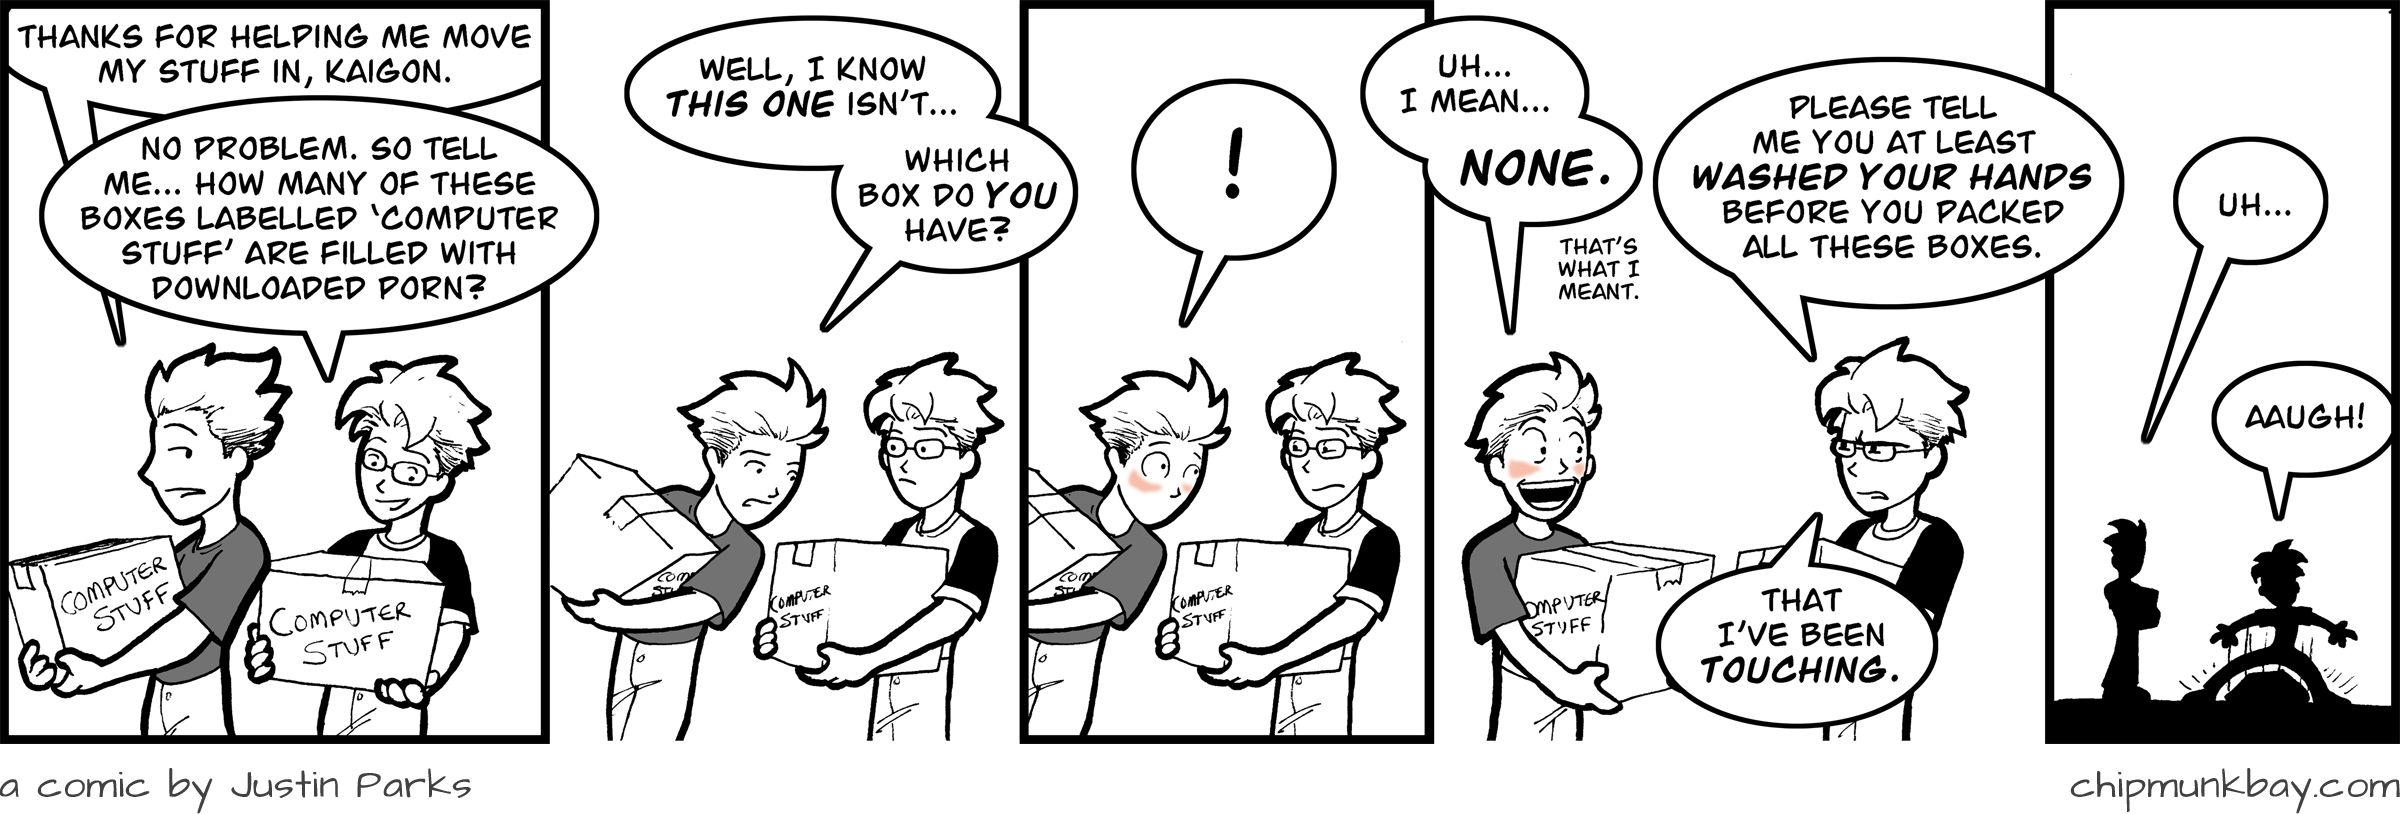 THANKS FOR HELPING ME MOVE
MY STUFF IN, KAIGON.
NO PROBLEM. SO TELL
ME... HOW MANY OF THESE
BOXES LABELLED 'COMPUTER
STUFF' ARE FILLED WITH
DOWNLOADED PORN?
COMPUTER
STUFF
COMPUTER
STUFF
WELL, I KNOW
THIS ONE ISN'T...
WHICH
BOX DO YOU
HAVE?
COM
STUF
COMPUTER
STUFF
!
COM
STUF
COMPUTER
STUFF
UH...
I MEAN...
NONE.
THAT'S
WHAT I
MEANT.
OMPUTER
STUFF
PLEASE TELL
ME YOU AT LEAST
WASHED YOUR HANDS
BEFORE YOU PACKED
ALL THESE BOXES.
THAT
I'VE BEEN
TOUCHING.
UH...
AAUGH!
a comic by Justin Parks
chipmunkbay.com